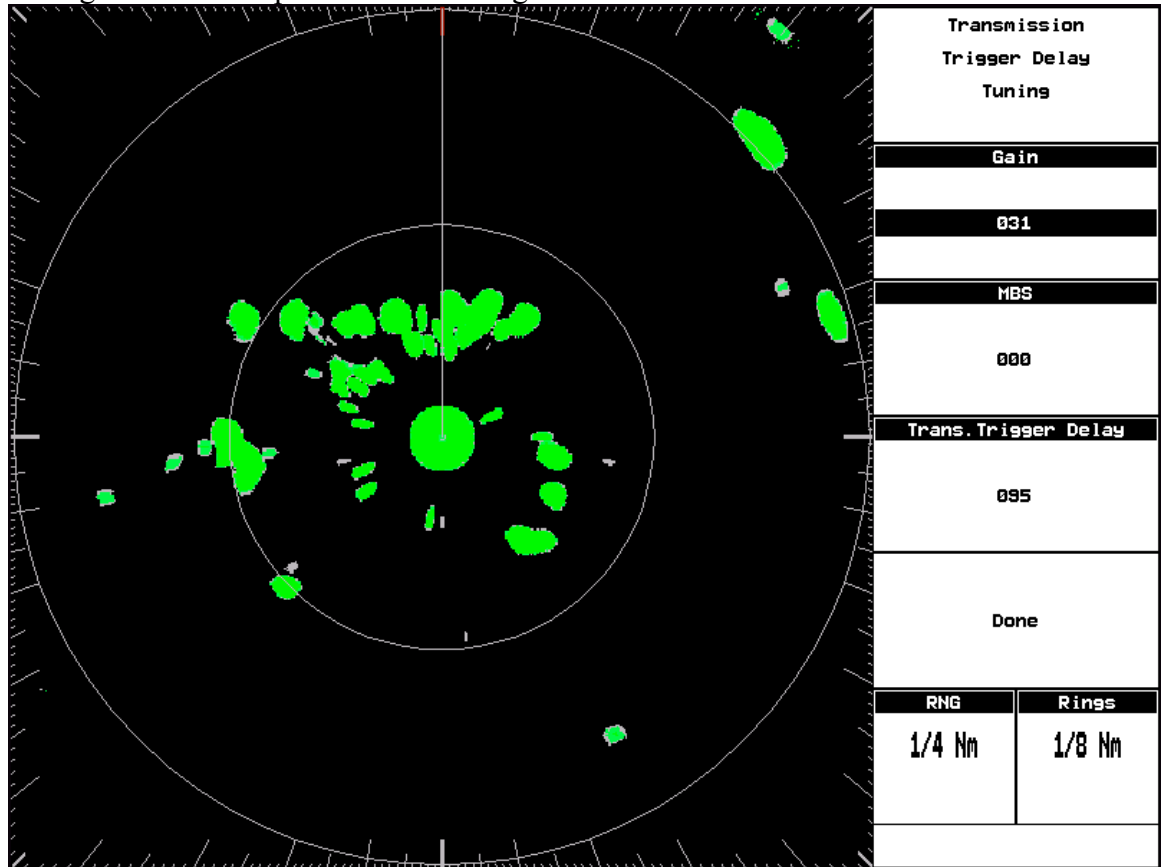 Transmission
Trigger Delay
Tuning
Gain
031
MBS
000
Trans.Trigger Delay
095
Done
RNG
Rings
1/4 Nm
1/8 Nm